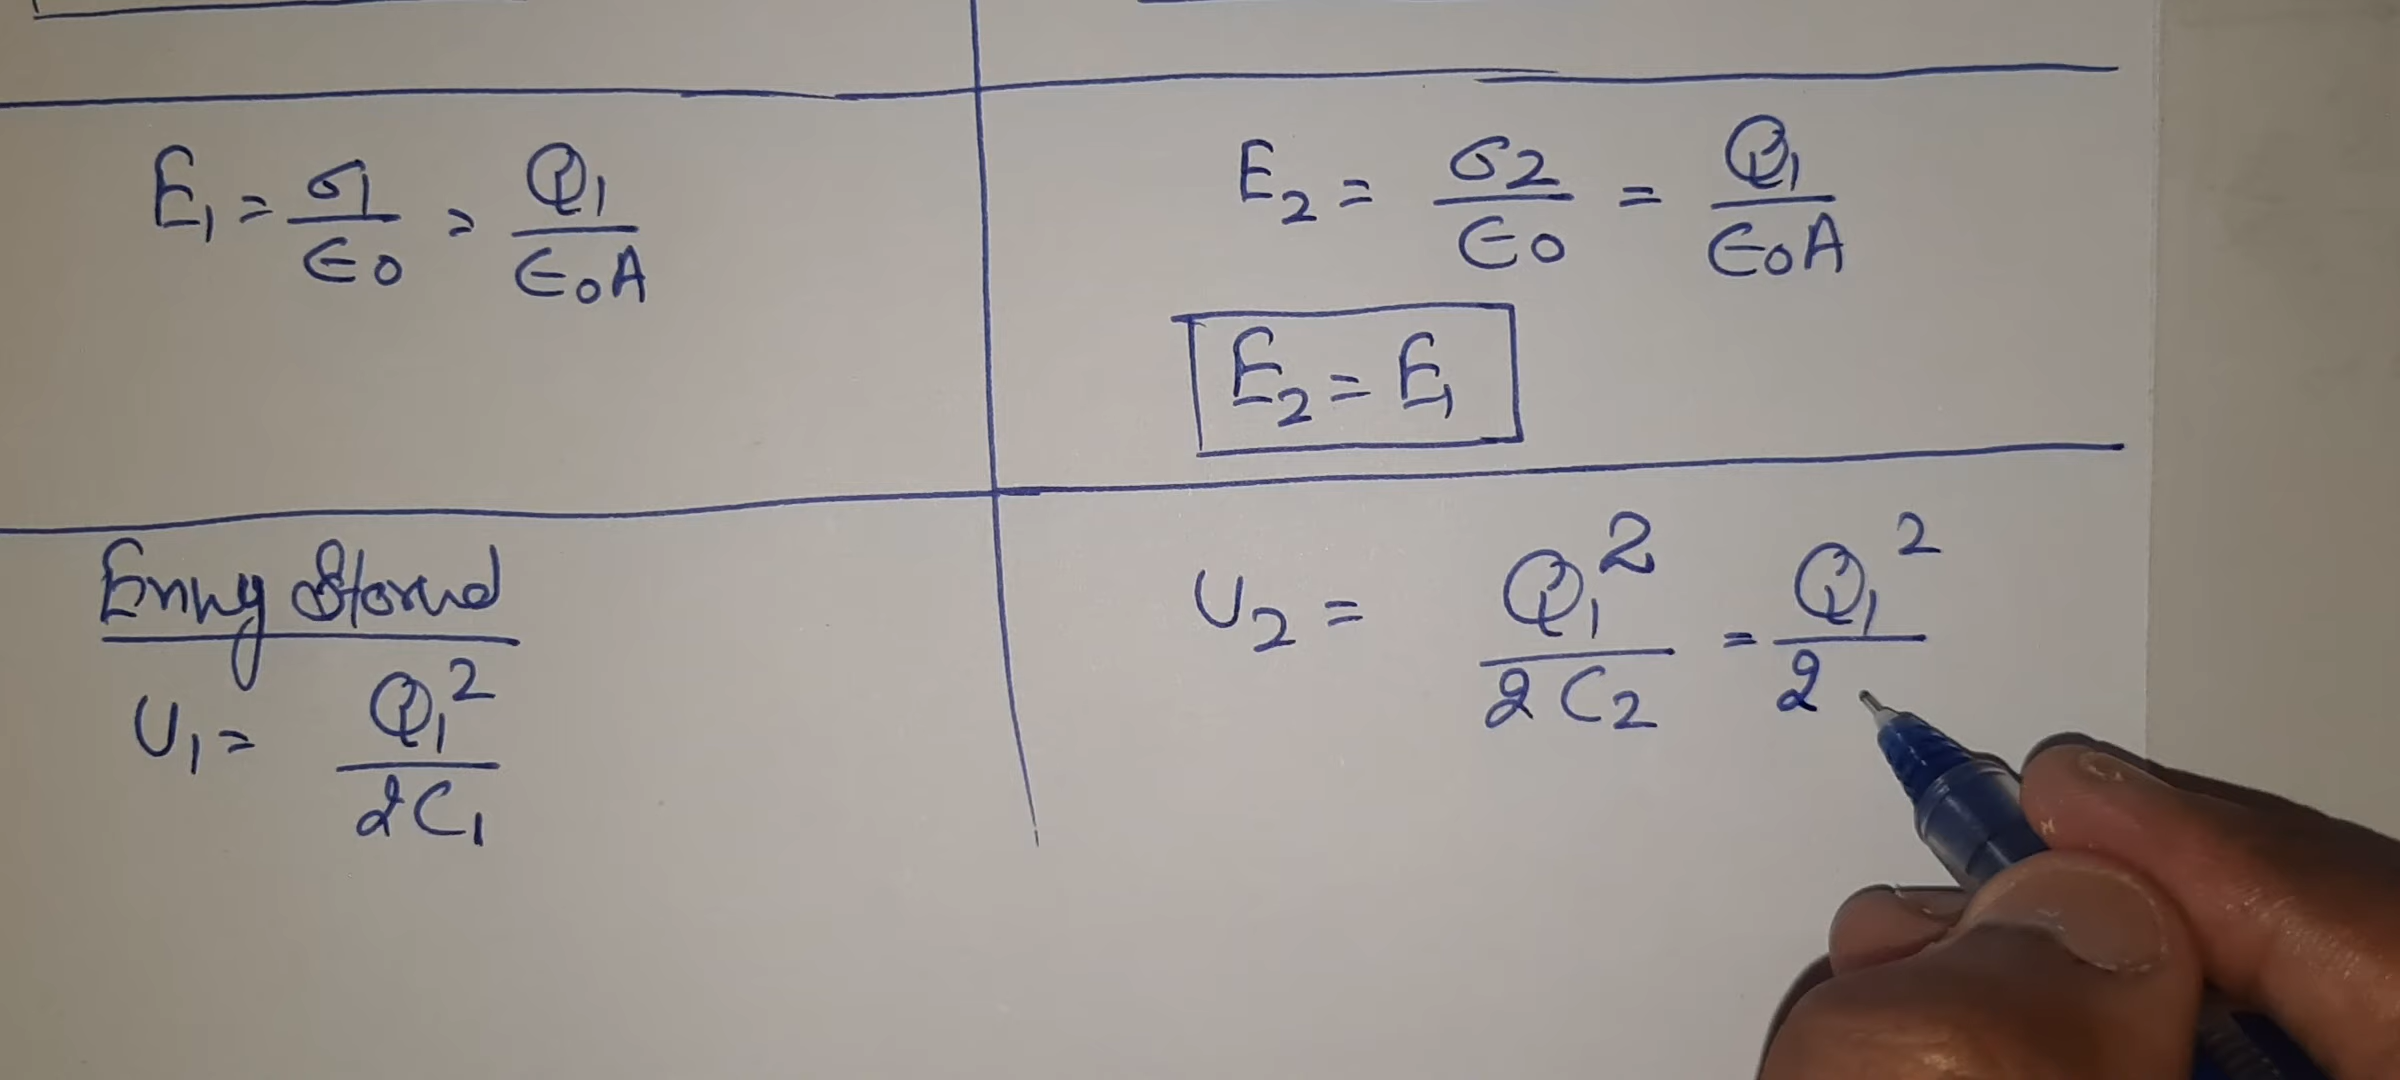 E₁ = σ₁/ϵ₀ = Q₁/ϵ₀A
E₂ = σ₂/ϵ₀ = Q₁/ϵ₀A
E₂ = E₁
Energy Stored
U₁ = Q₁²/2C₁
U₂ = Q₁²/2C₂ = Q₁²/2